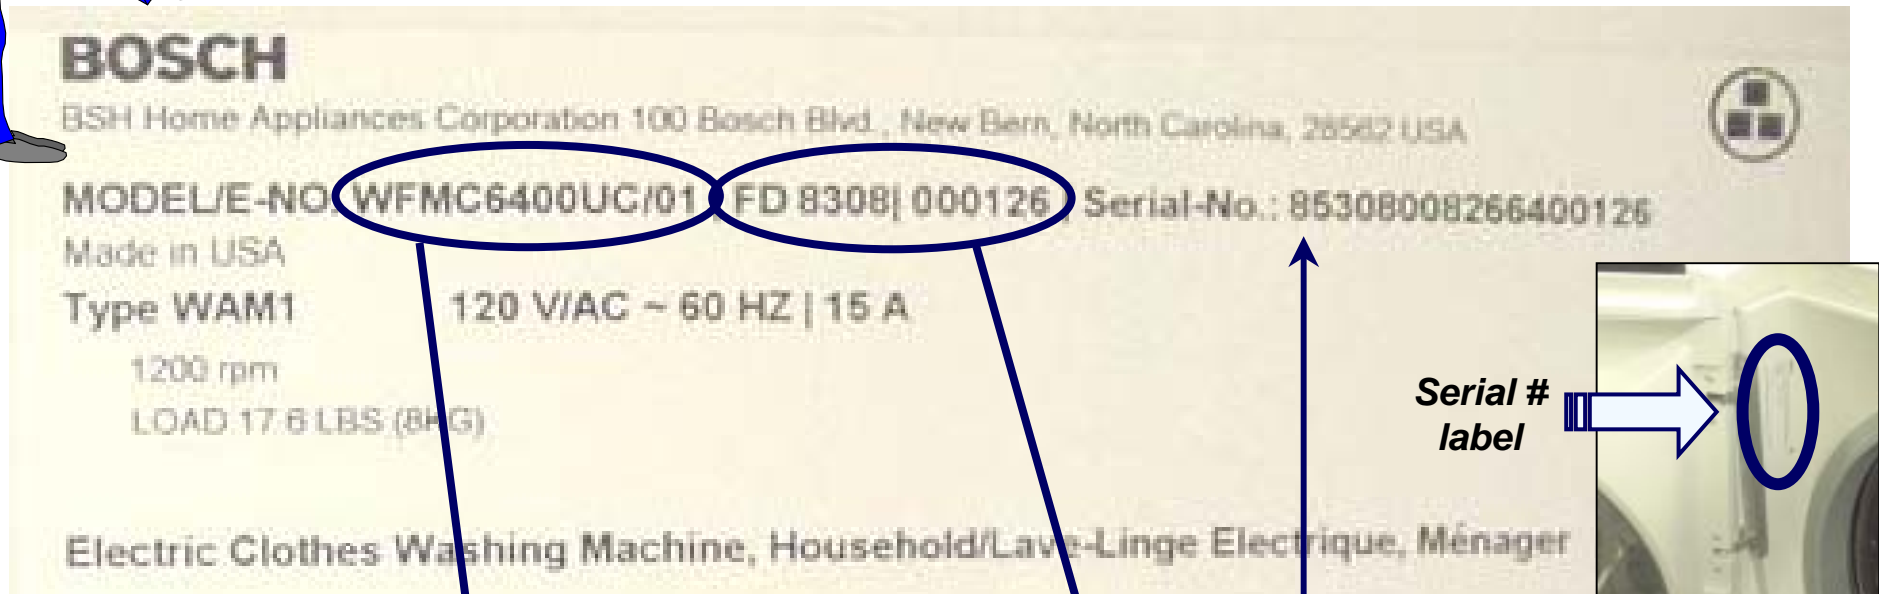 BOSCH
BSH Home Appliances Corporation 100 Bosch Blvd., New Bern, North Carolina, 28562 USA
MODEL/E-NO: WFMC6400UC/01 | FD 8308| 000126 | Serial-No.: 853080008266400126
Made in USA
Type WAM1 120 V/AC ~ 60 HZ | 15 A
1200 rpm
LOAD 17.6 LBS (8KG)
Serial #
label
Electric Clothes Washing Machine, Household/Lave-Linge Electrique, Ménager